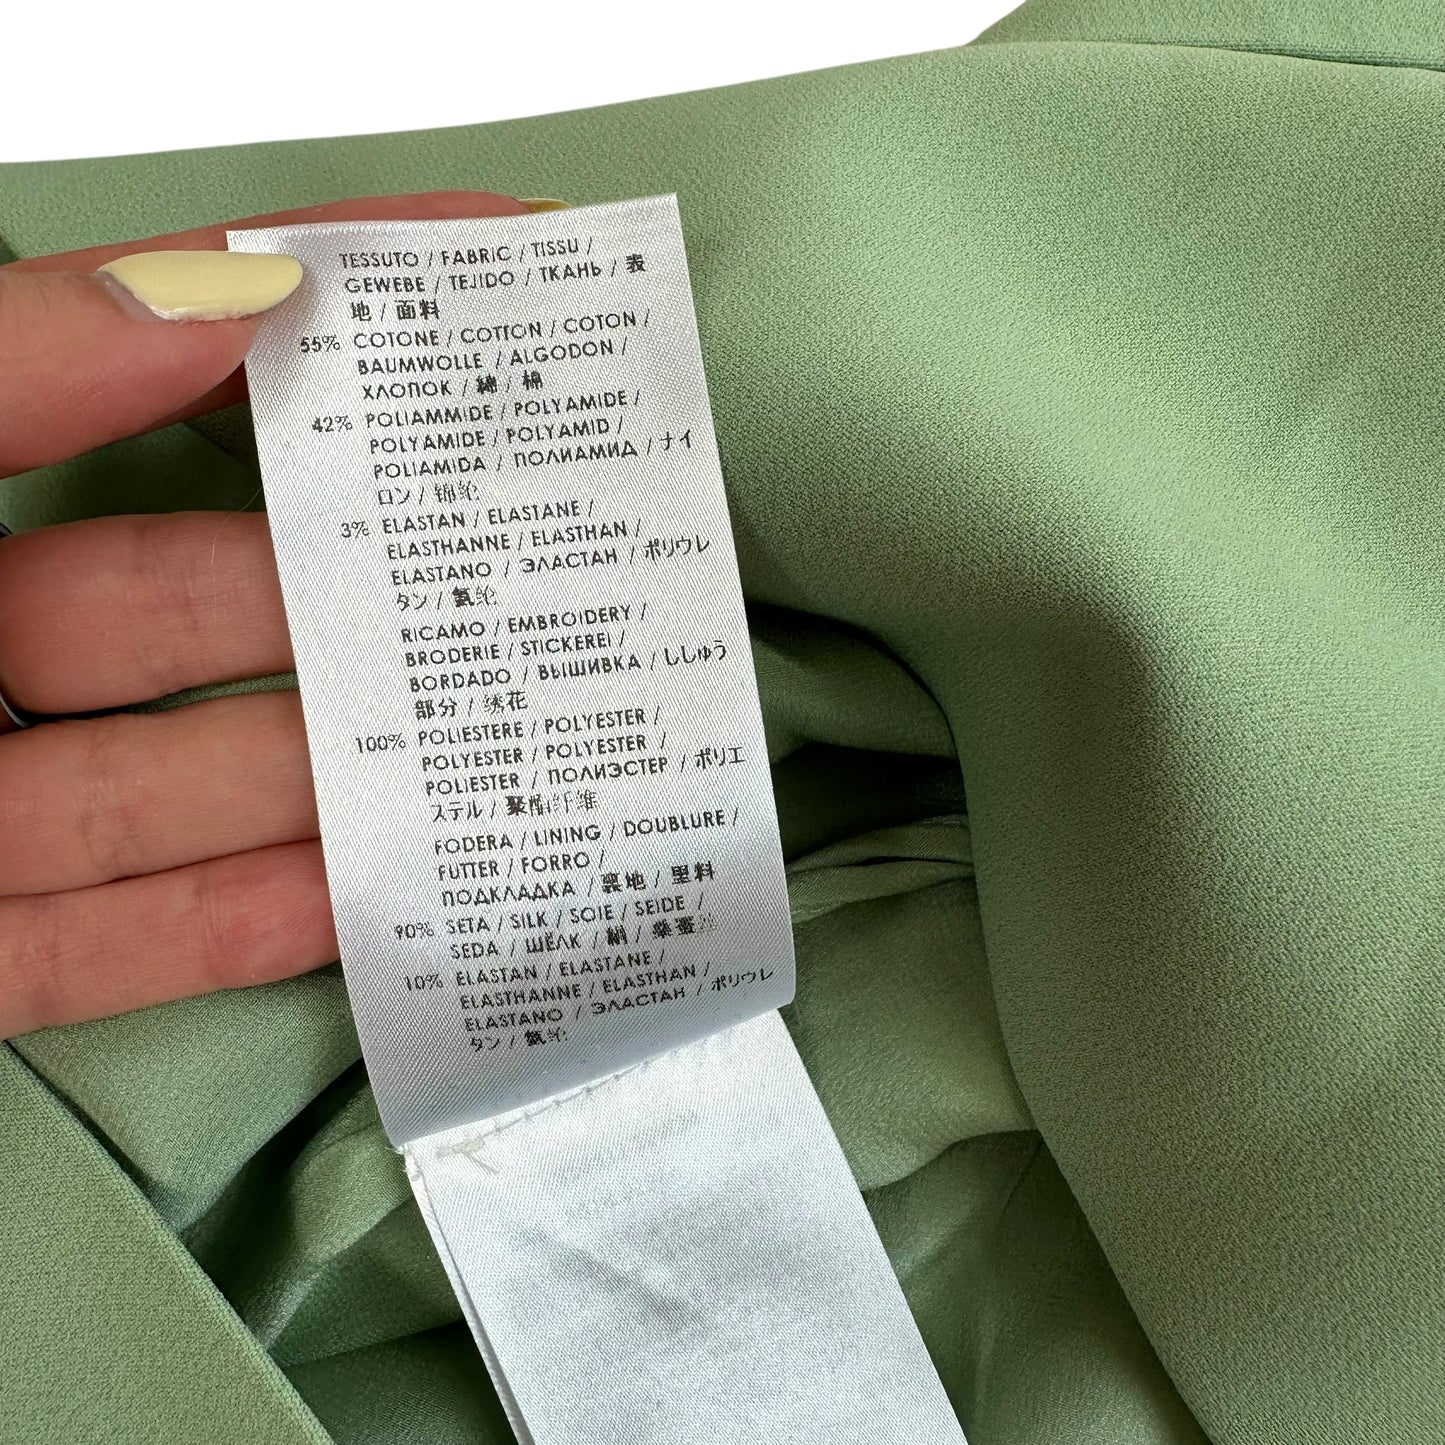 TESSUTO / FABRIC / TISSU /
GEWEBE / TEJIDO / ТКАНЬ / 表
地 / 面料
55% COTONE / COTTON / COTON /
BAUMWOLLE / ALGODON /
ХЛОПОК / 綿 / 棉
42% POLIAMMIDE / POLYAMIDE /
POLYAMIDE / POLYAMID /
POLIAMIDA / ПОЛИАМИД / ナイ
ロン / 锦纶
3% ELASTAN / ELASTANE /
ELASTHANNE / ELASTHAN /
ELASTANO / ЭЛАСТАН / ポリウレ
タン / 氨纶
RICAMO / EMBROIDERY /
BRODERIE / STICKEREI /
BORDADO / ВЫШИВКА / ししゅう
部分 / 绣花
100% POLIESTERE / POLYESTER /
POLYESTER / POLYESTER /
POLIESTER / ПОЛИЭСТЕР / ポリエ
ステル / 聚酯纤维
FODERA / LINING / DOUBLURE /
FUTTER / FORRO /
ПОДКЛАДКА / 裏地 / 里料
90% SETA / SILK / SOIE / SEIDE /
SEDA / ШЁЛК / 絹 / 桑蚕丝
10% ELASTAN / ELASTANE /
ELASTHANNE / ELASTHAN /
ELASTANO / ЭЛАСТАН / ポリウレ
タン / 氨纶